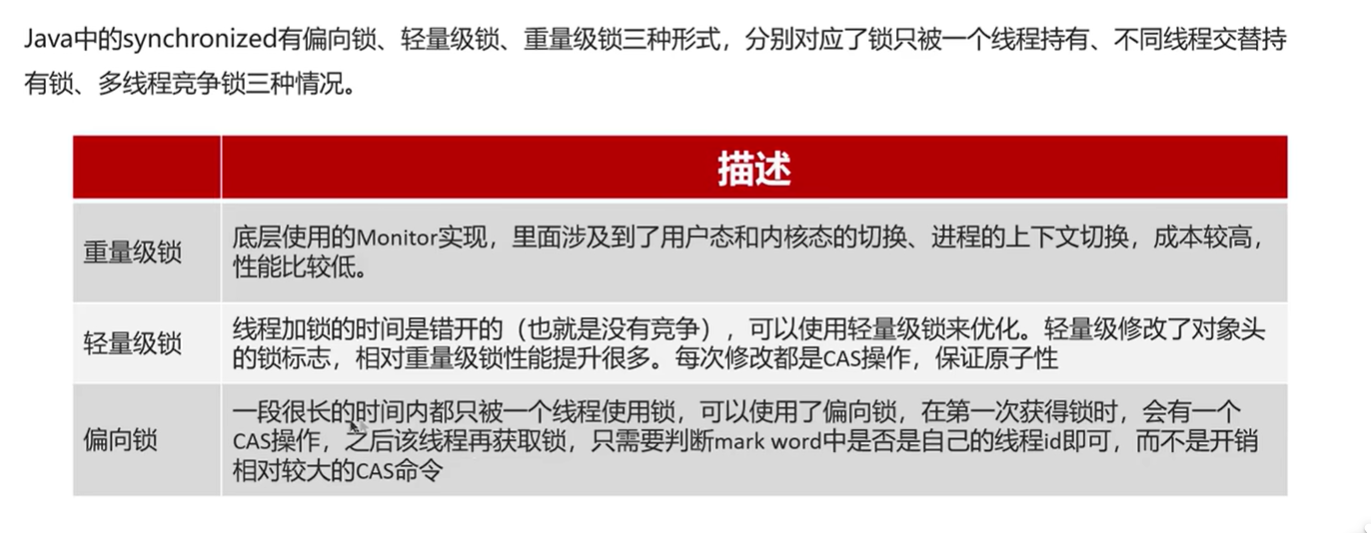 Java中的synchronized有偏向锁、轻量级锁、重量级锁三种形式，分别对应了锁只被一个线程持有、不同线程交替持
有锁、多线程竞争锁三种情况。
描述
重量级锁
底层使用的Monitor实现，里面涉及到了用户态和内核态的切换、进程的上下文切换，成本较高，
性能比较低。
轻量级锁
线程加锁的时间是错开的（也就是没有竞争），可以使用轻量级锁来优化。轻量级修改了对象头
的锁标志，相对重量级锁性能提升很多。每次修改都是CAS操作，保证原子性
偏向锁
一段很长的时间内都只被一个线程使用锁，可以使用了偏向锁，在第一次获得锁时，会有一个
CAS操作，之后该线程再获取锁，只需要判断mark word中是否是自己的线程id即可，而不是开销
相对较大的CAS命令